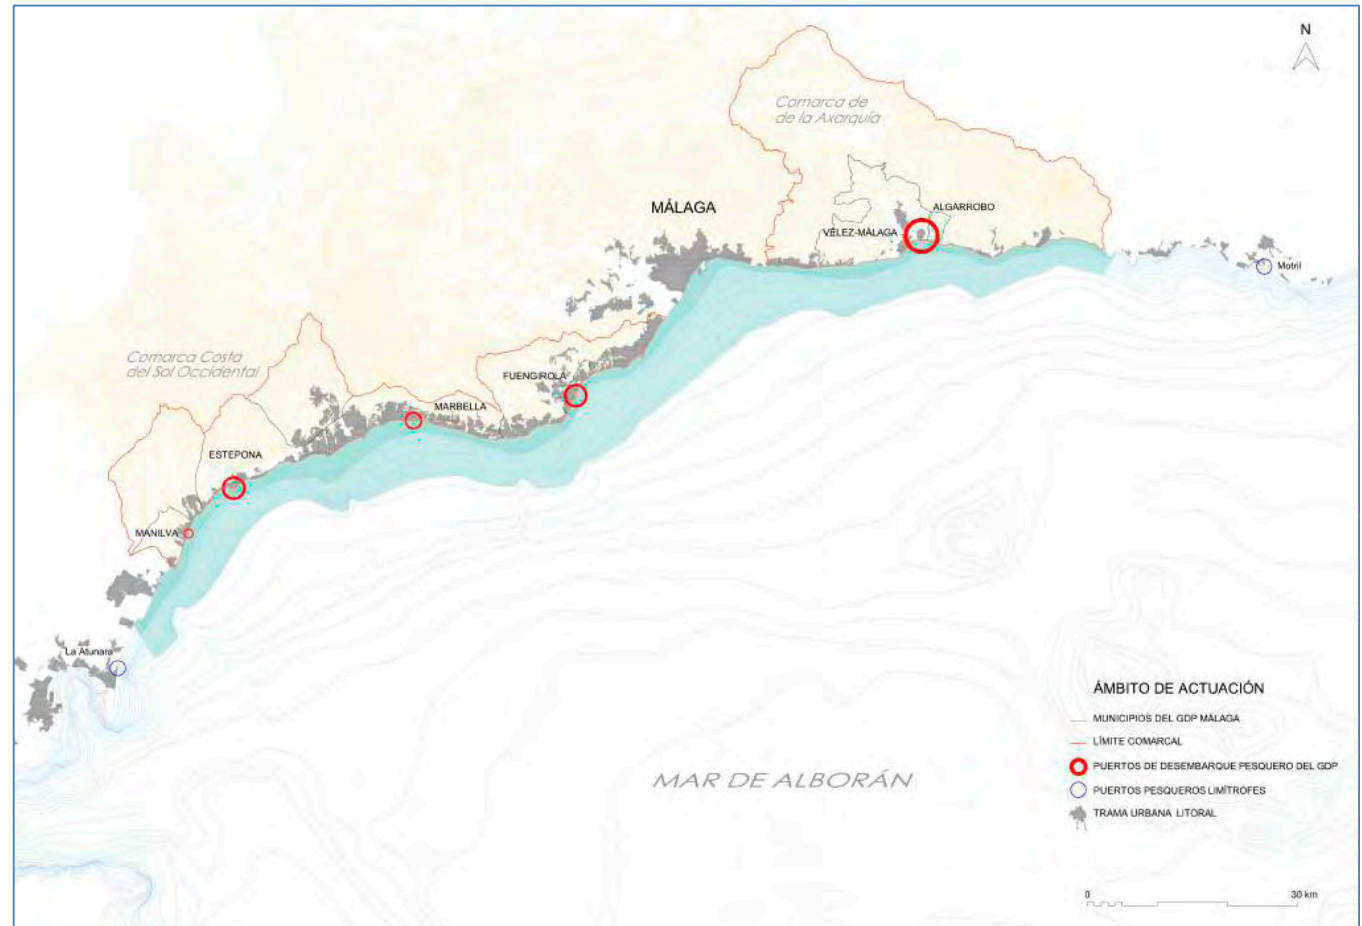 N
Comarca de
de la Axarquía
ALGARROBO
MÁLAGA
VÉLEZ-MÁLAGA
Motril
Comarca Costa
del Sol Occidental
FUENGIROLA
MARBELLA
ESTEPONA
MANILVA
La Atunara
ÁMBITO DE ACTUACIÓN
MUNICIPIOS DEL GDP MÁLAGA
LÍMITE COMARCAL
PUERTOS DE DESEMBARQUE PESQUERO DEL GDP
MAR DE ALBORÁN
PUERTOS PESQUEROS LIMÍTROFES
TRAMA URBANA LITORAL
0 30 km